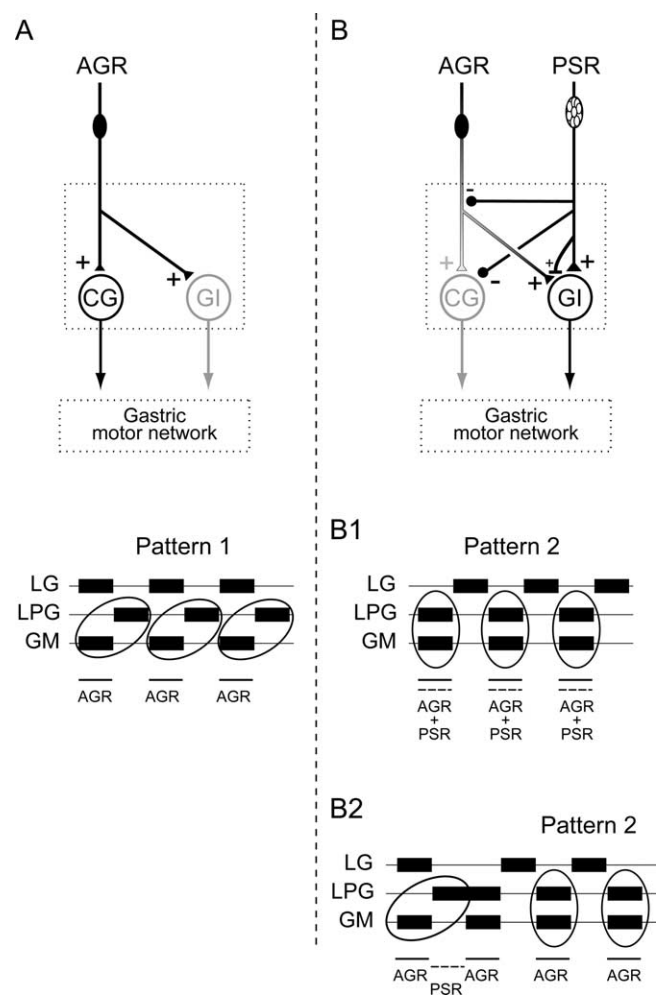 A
AGR
+
+
CG
GI
Gastric
motor network
Pattern 1
LG
LPG
GM
AGR AGR AGR
B
AGR PSR
-
+
-
+
+
CG
GI
Gastric
motor network
B1
Pattern 2
LG
LPG
GM
AGR AGR AGR
+ + +
PSR PSR PSR
B2
Pattern 2
LG
LPG
GM
AGR AGR AGR AGR
PSR